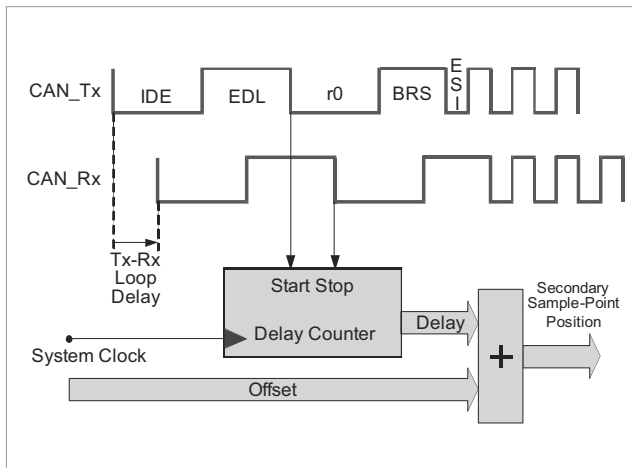 CAN_Tx
IDE
EDL
r0
BRS
E
S
I
CAN_Rx
Tx-Rx
Loop
Delay
Start Stop
Delay Counter
System Clock
Delay
Offset
+
Secondary
Sample-Point
Position